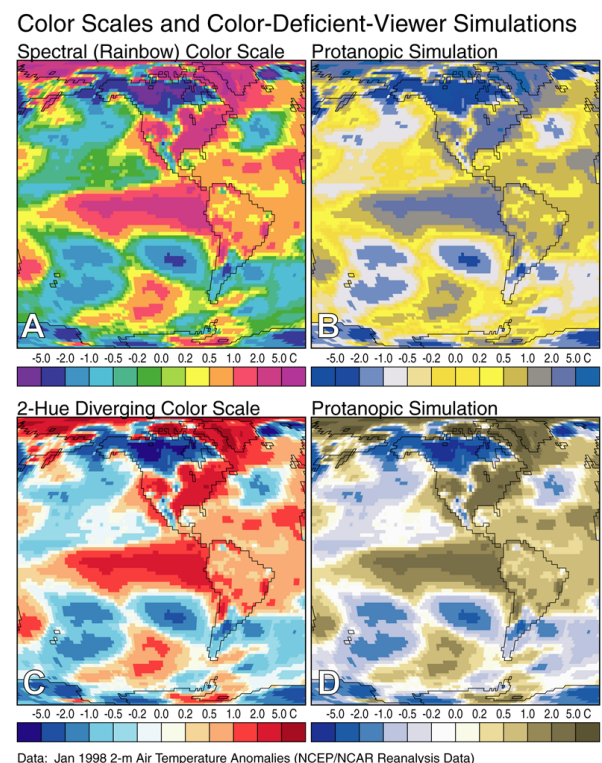 Color Scales and Color-Deficient-Viewer Simulations
Spectral (Rainbow) Color Scale
Protanopic Simulation
A
B
-5.0 -2.0 -1.0 -0.5 -0.2 0.0 0.2 0.5 1.0 2.0 5.0 C
-5.0 -2.0 -1.0 -0.5 -0.2 0.0 0.2 0.5 1.0 2.0 5.0 C
2-Hue Diverging Color Scale
Protanopic Simulation
C
D
-5.0 -2.0 -1.0 -0.5 -0.2 0.0 0.2 0.5 1.0 2.0 5.0 C
-5.0 -2.0 -1.0 -0.5 -0.2 0.0 0.2 0.5 1.0 2.0 5.0 C
Data: Jan 1998 2-m Air Temperature Anomalies (NCEP/NCAR Reanalysis Data)